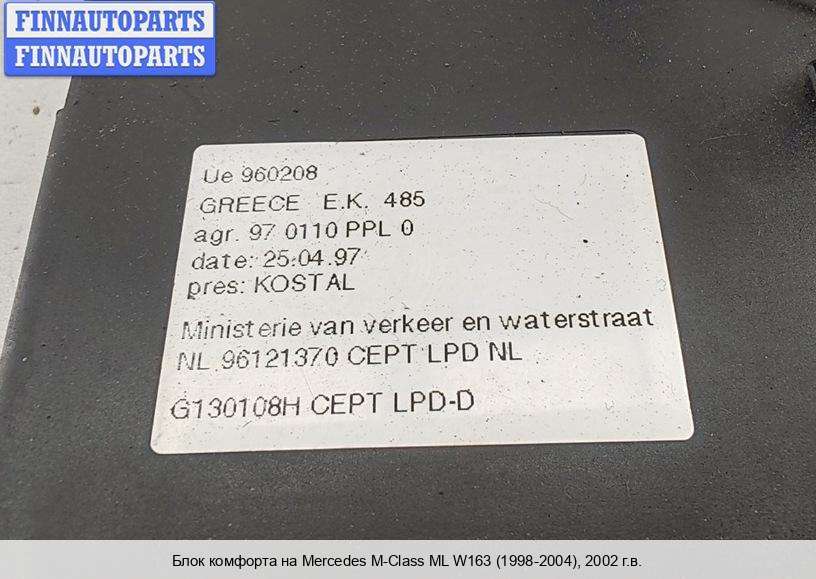 FINNAUTOPARTS
FINNAUTOPARTS
Ue 960208
GREECE E.K. 485
agr. 97 0110 PPL 0
date: 25.04.97
pres: KOSTAL
Ministerie van verkeer en waterstraat
NL 96121370 CEPT LPD NL
G130108H CEPT LPD-D
Блок комфорта на Mercedes M-Class ML W163 (1998-2004), 2002 г.в.